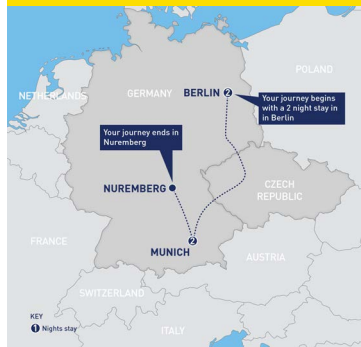 POLAND
NETHERLANDS
GERMANY
BERLIN 2
Your journey begins
with a 2 night stay in
in Berlin
Your journey ends in
Nuremberg
NUREMBERG
CZECH
REPUBLIC
FRANCE
MUNICH 2
AUSTRIA
SWITZERLAND
KEY
1 Nights stay
ITALY